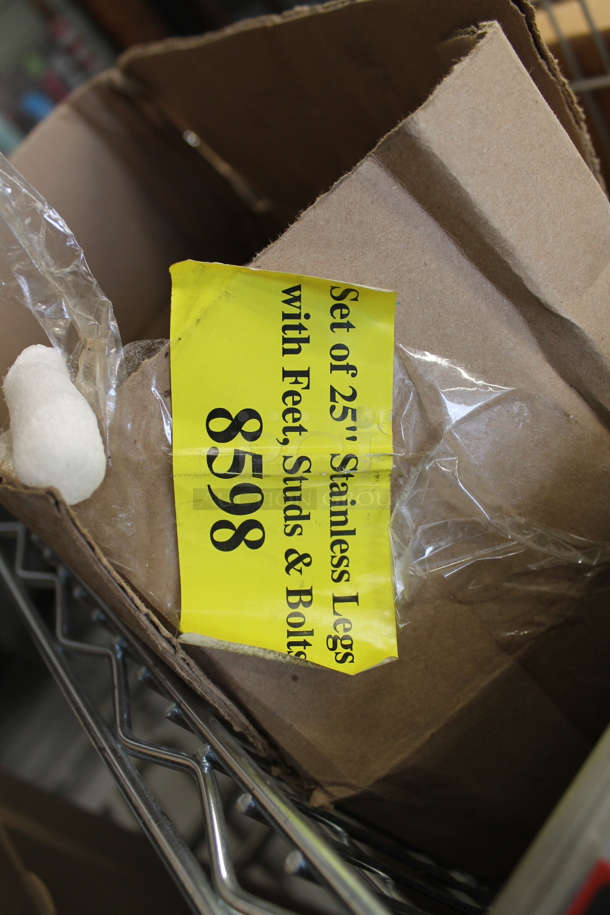 Set of 25" Stainless Legs
with Feet, Studs & Bolts
8598